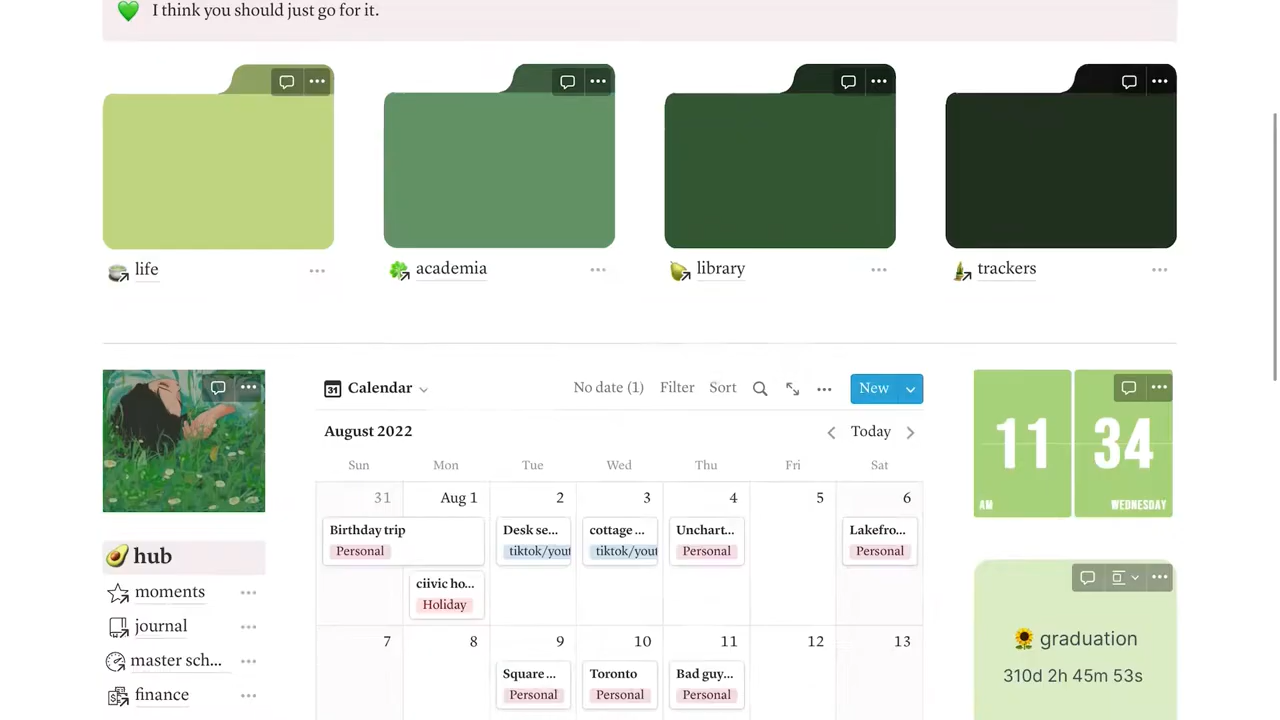 I think you should just go for it.
life
academia
library
trackers
Calendar
No date (1) Filter Sort
New
August 2022
Today
Sun Mon Tue Wed Thu Fri Sat
31 Aug 1 2 3 4 5 6
Birthday trip
Personal
Desk se...
tiktok/yout
cottage ...
tiktok/yout
Unchart...
Personal
Lakefro...
Personal
ciivic ho...
Holiday
7 8 9 10 11 12 13
Square ...
Personal
Toronto
Personal
Bad guy...
Personal
hub
moments
journal
master sch...
finance
11 34
AM WEDNESDAY
graduation
310d 2h 45m 53s